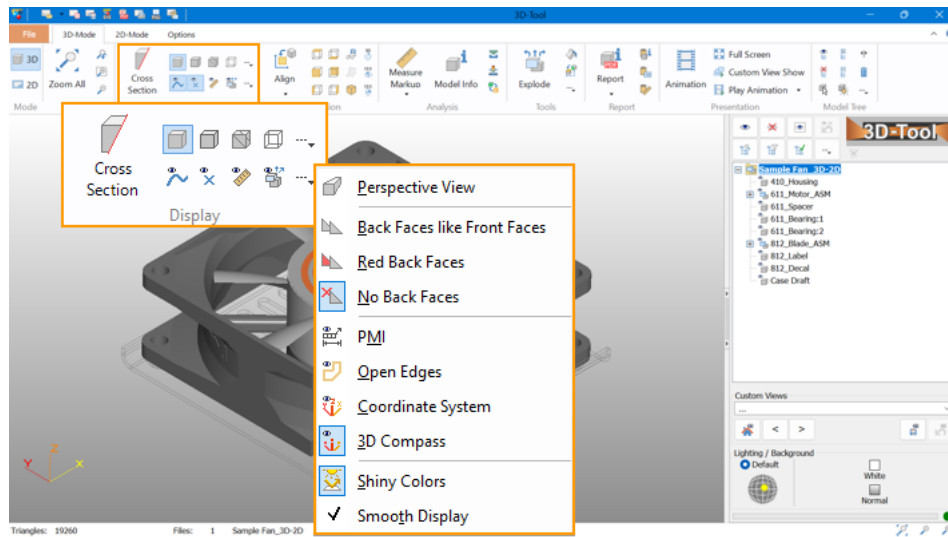 3D-Tool
File
3D-Mode
2D-Mode
Options
3D
2D
Mode
Zoom All
Cross
Section
Align
Measure
Markup
Model Info
Analysis
Explode
Tools
Report
Report
Animation
Full Screen
Custom View Show
Play Animation
Presentation
Model Tree
Cross
Section
Display
Perspective View
Back Faces like Front Faces
Red Back Faces
No Back Faces
PMI
Open Edges
Coordinate System
3D Compass
Shiny Colors
Smooth Display
3D-Tool
Sample Fan_3D-2D
410_Housing
611_Motor_ASM
611_Spacer
611_Bearing:1
611_Bearing:2
812_Blade_ASM
812_Label
812_Decal
Case Draft
Custom Views
...
< >
Lighting / Background
Default
White
Normal
Z
Y
X
Triangles: 19260
Files: 1
Sample Fan_3D-2D